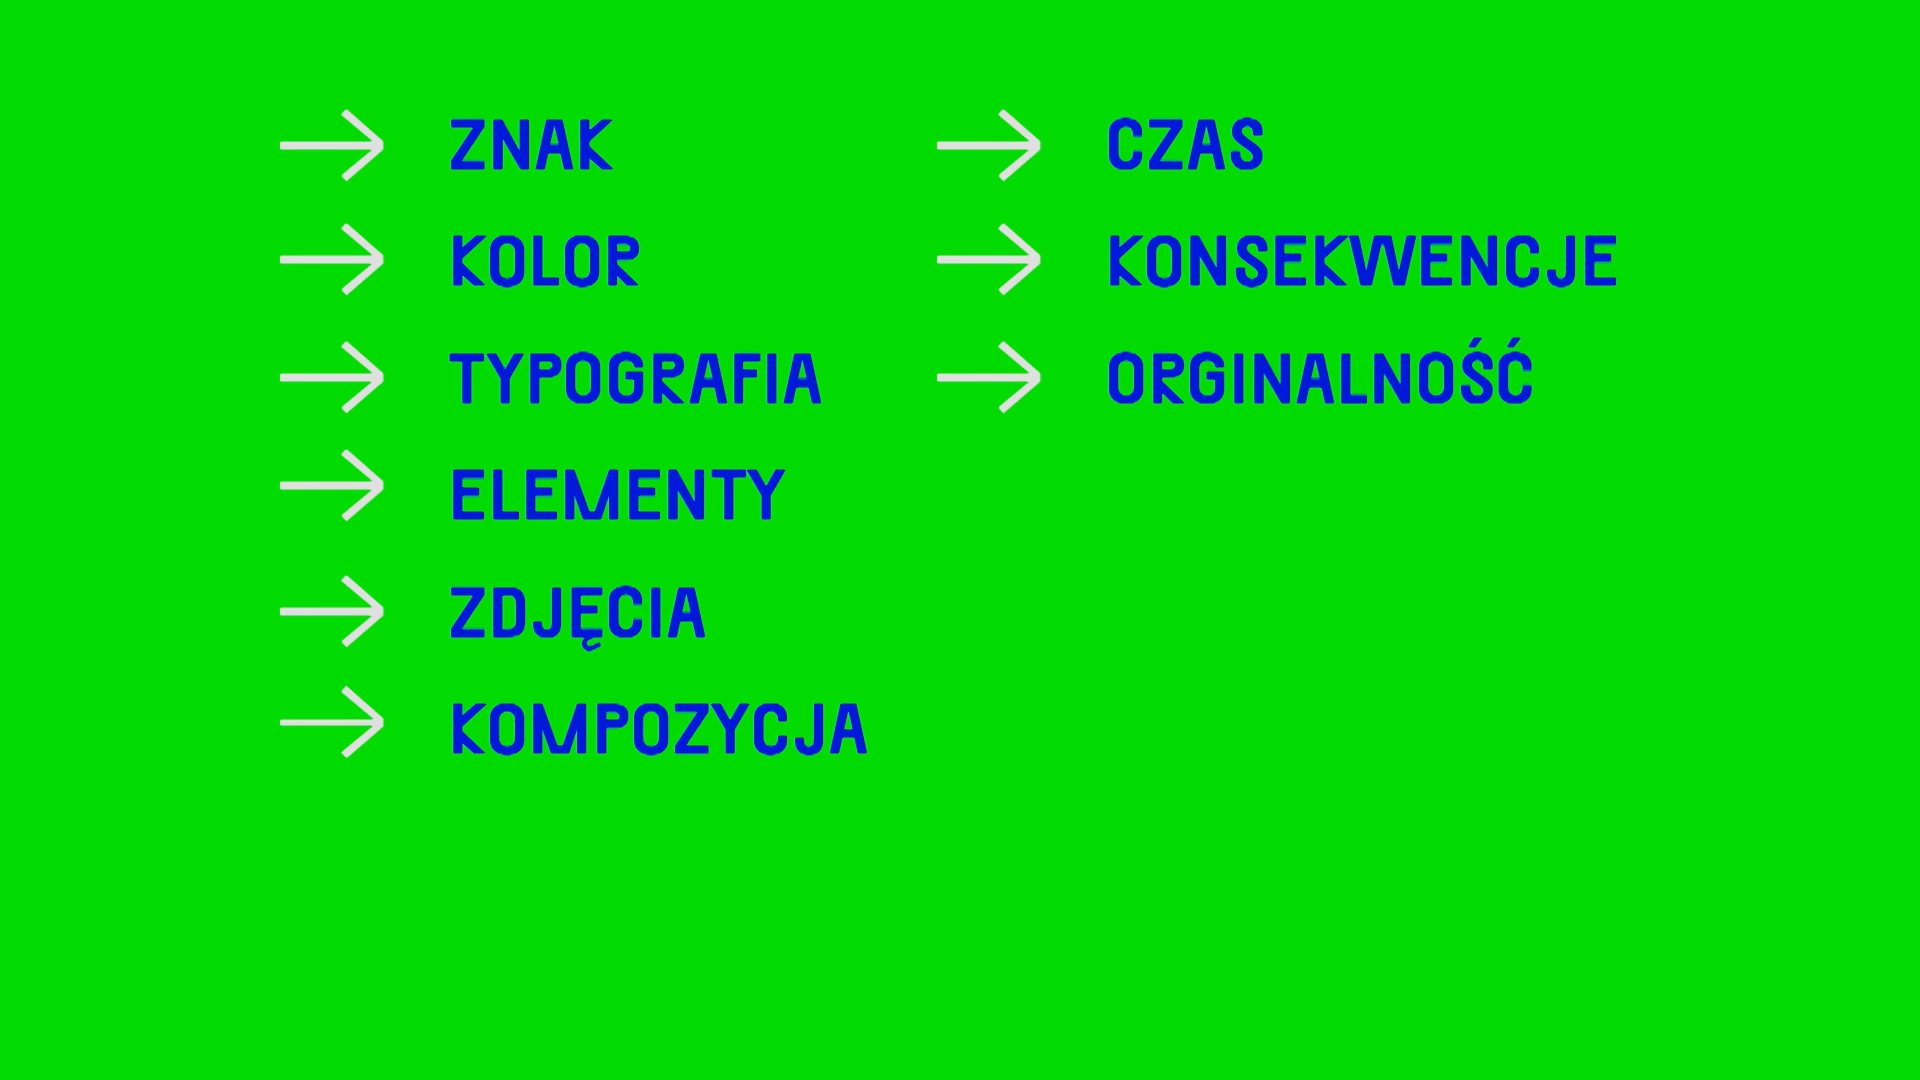 ZNAK
KOLOR
TYPOGRAFIA
ELEMENTY
ZDJĘCIA
KOMPOZYCJA
CZAS
KONSEKWENCJE
ORGINALNOŚĆ